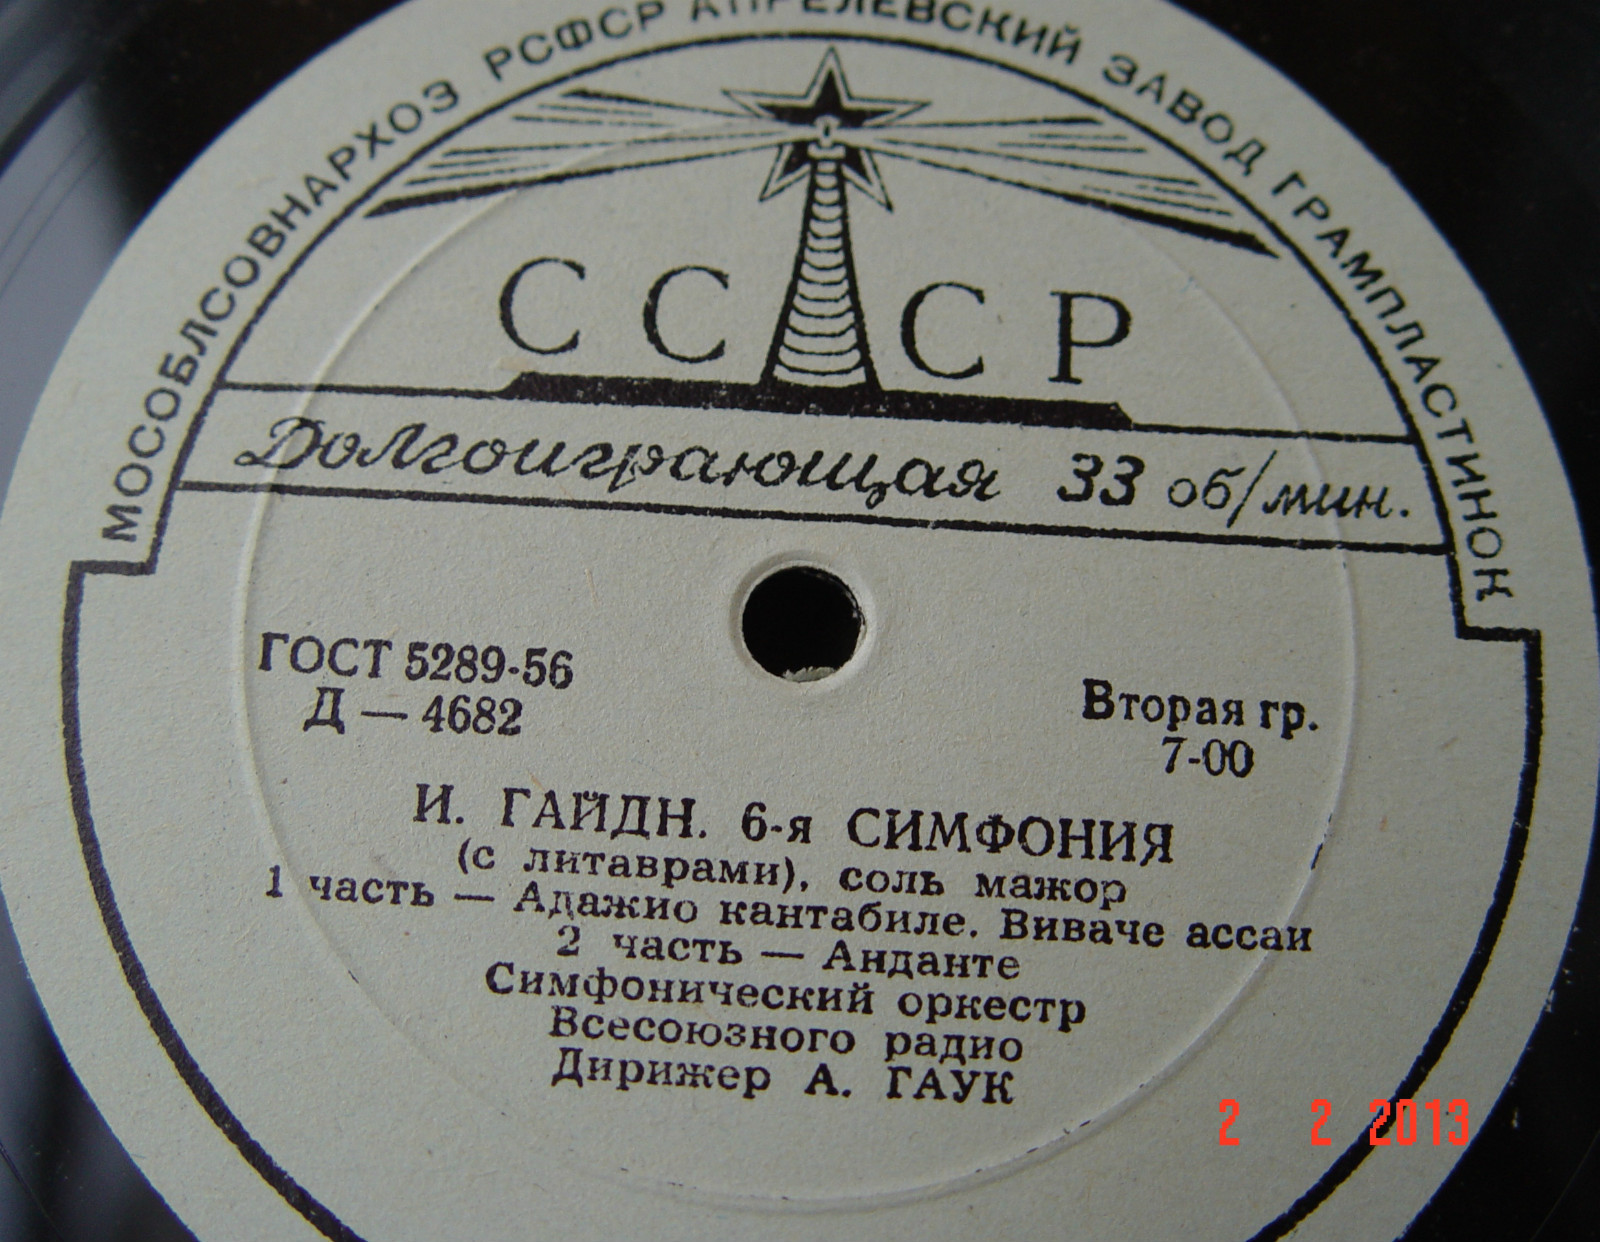 МОСОБЛСОВНАРХОЗ РСФСР АПРЕЛЕВСКИЙ ЗАВОД ГРАМПЛАСТИНОК
СССР
Долгоиграющая 33 об/мин.
ГОСТ 5289-56
Д — 4682
Вторая гр.
7-00
И. ГАЙДН. 6-я СИМФОНИЯ
(с литаврами), соль мажор
1 часть — Адажио кантабиле. Виваче ассаи
2 часть — Анданте
Симфонический оркестр
Всесоюзного радио
Дирижер А. ГАУК
2 2 2013